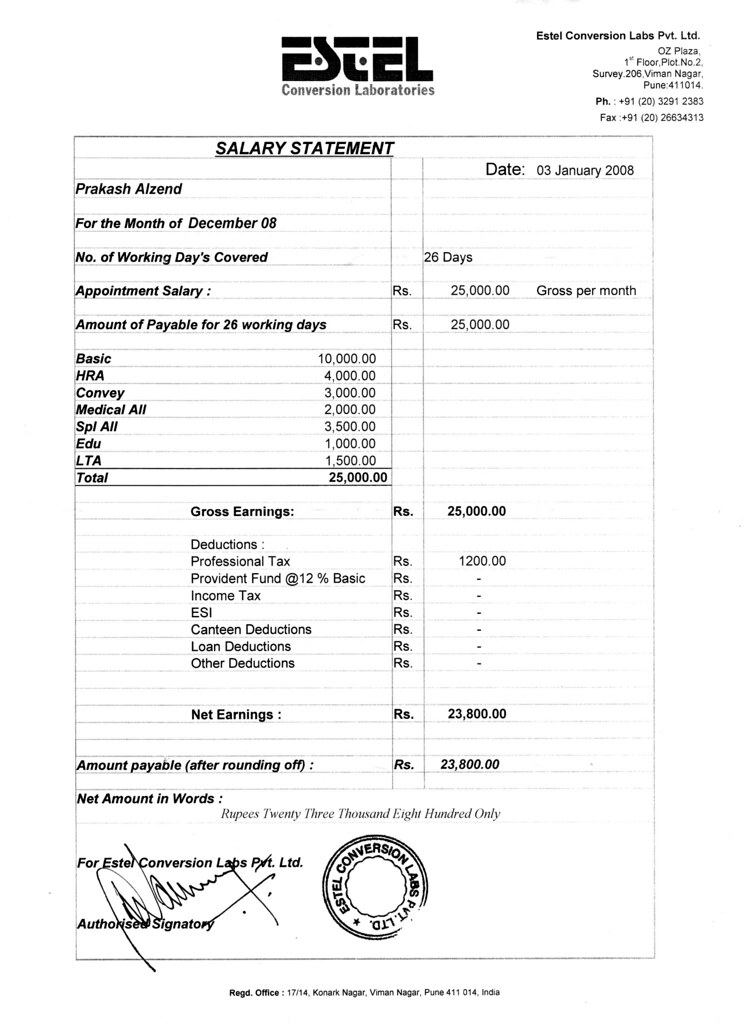 ESTEL
Conversion Laboratories
Estel Conversion Labs Pvt. Ltd.
OZ Plaza,
1st Floor,Plot.No.2,
Survey.206,Viman Nagar,
Pune:411014.
Ph. : +91 (20) 3291 2383
Fax :+91 (20) 26634313
SALARY STATEMENT
Date: 03 January 2008
Prakash Alzend
For the Month of December 08
No. of Working Day's Covered 26 Days
Appointment Salary : Rs. 25,000.00 Gross per month
Amount of Payable for 26 working days Rs. 25,000.00
Basic 10,000.00
HRA 4,000.00
Convey 3,000.00
Medical All 2,000.00
Spl All 3,500.00
Edu 1,000.00
LTA 1,500.00
Total 25,000.00
Gross Earnings: Rs. 25,000.00
Deductions :
Professional Tax Rs. 1200.00
Provident Fund @12 % Basic Rs. -
Income Tax Rs. -
ESI Rs. -
Canteen Deductions Rs. -
Loan Deductions Rs. -
Other Deductions Rs. -
Net Earnings : Rs. 23,800.00
Amount payable (after rounding off) : Rs. 23,800.00
Net Amount in Words :
Rupees Twenty Three Thousand Eight Hundred Only
For Estel Conversion Labs Pvt. Ltd.
Authorised Signatory
ESTEL CONVERSION LABS PVT. LTD.
Regd. Office : 17/14, Konark Nagar, Viman Nagar, Pune 411 014, India